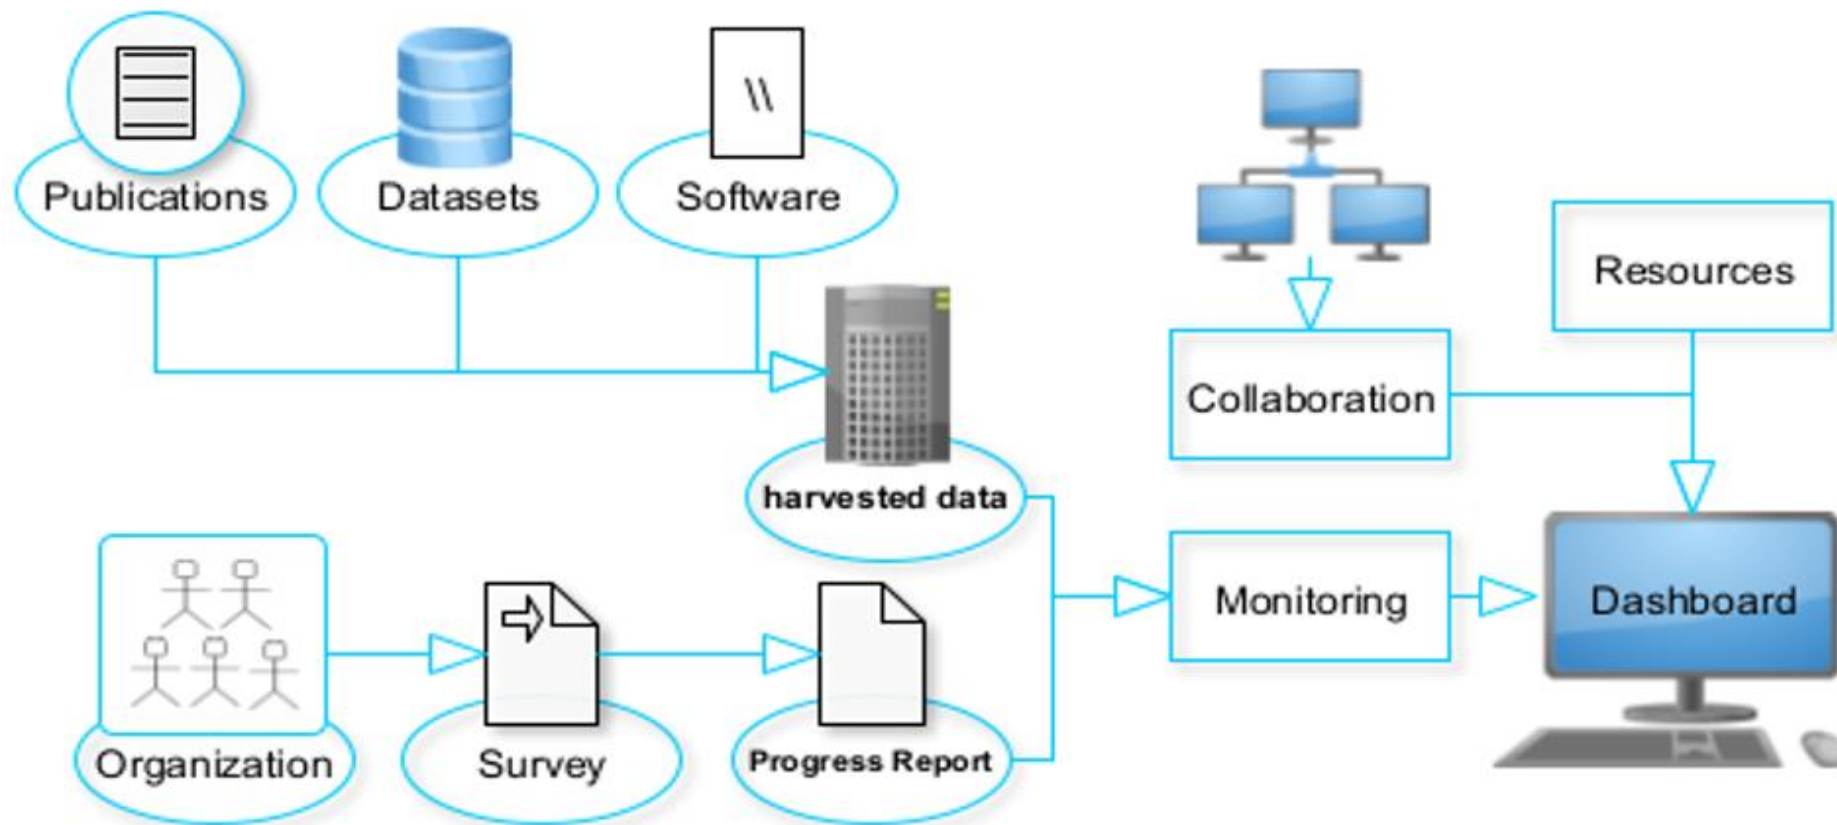 Publications
Datasets
Software
\\
Resources
Collaboration
harvested data
Monitoring
Dashboard
Organization
Survey
Progress Report